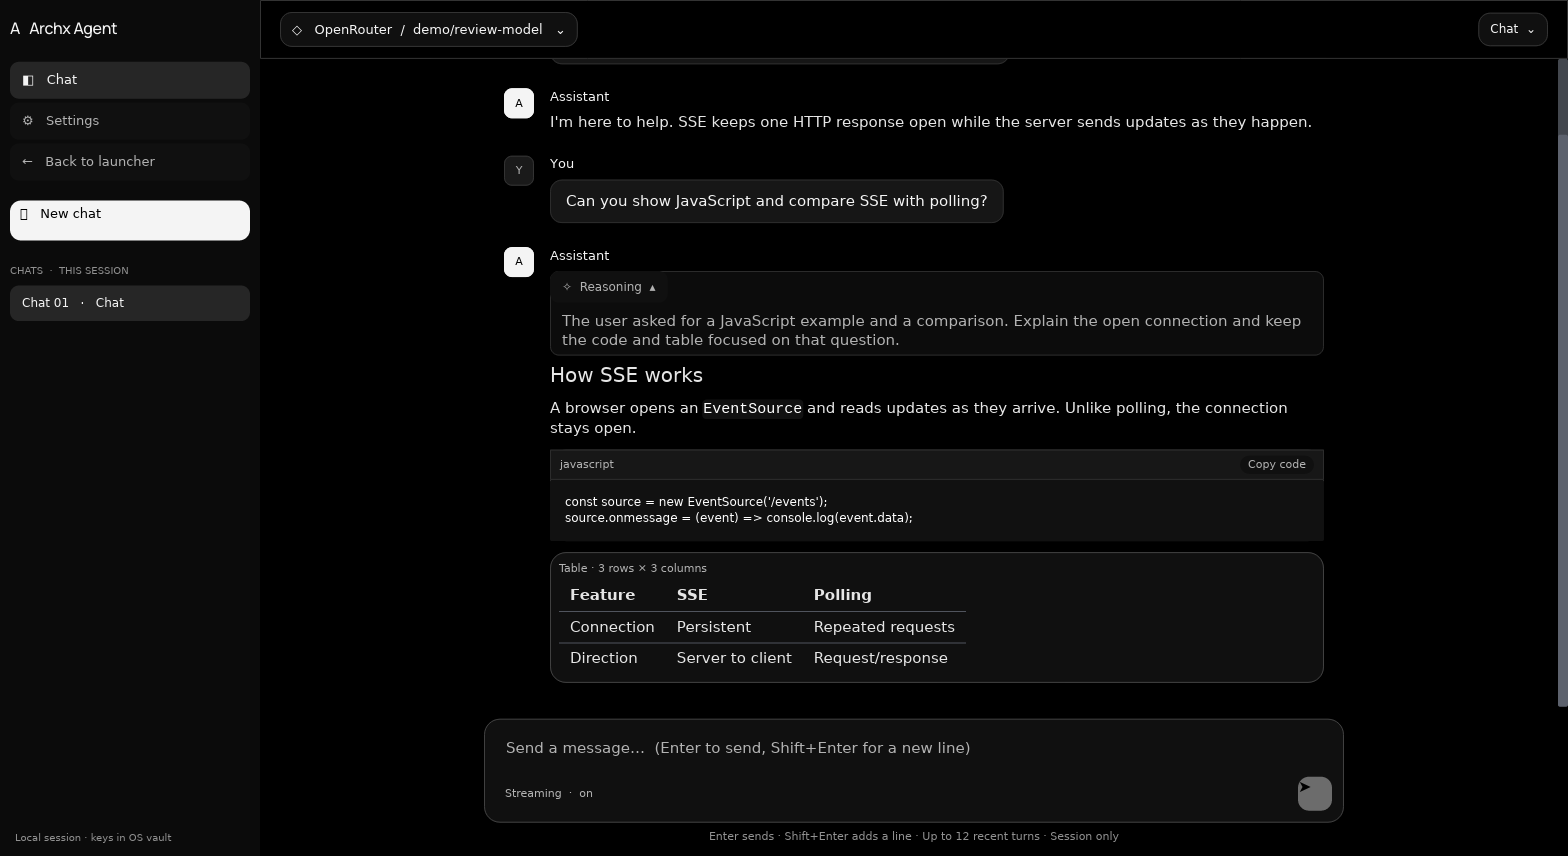 A Archx Agent
Chat
Settings
← Back to launcher
New chat
CHATS · THIS SESSION
Chat 01 · Chat
Local session · keys in OS vault
OpenRouter / demo/review-model
Chat
A
Assistant
I'm here to help. SSE keeps one HTTP response open while the server sends updates as they happen.
Y
You
Can you show JavaScript and compare SSE with polling?
A
Assistant
Reasoning
The user asked for a JavaScript example and a comparison. Explain the open connection and keep
the code and table focused on that question.
How SSE works
A browser opens an EventSource and reads updates as they arrive. Unlike polling, the connection
stays open.
javascript
Copy code
const source = new EventSource('/events');
source.onmessage = (event) => console.log(event.data);
Table · 3 rows × 3 columns
Feature SSE Polling
Connection Persistent Repeated requests
Direction Server to client Request/response
Send a message… (Enter to send, Shift+Enter for a new line)
Streaming · on
Enter sends · Shift+Enter adds a line · Up to 12 recent turns · Session only